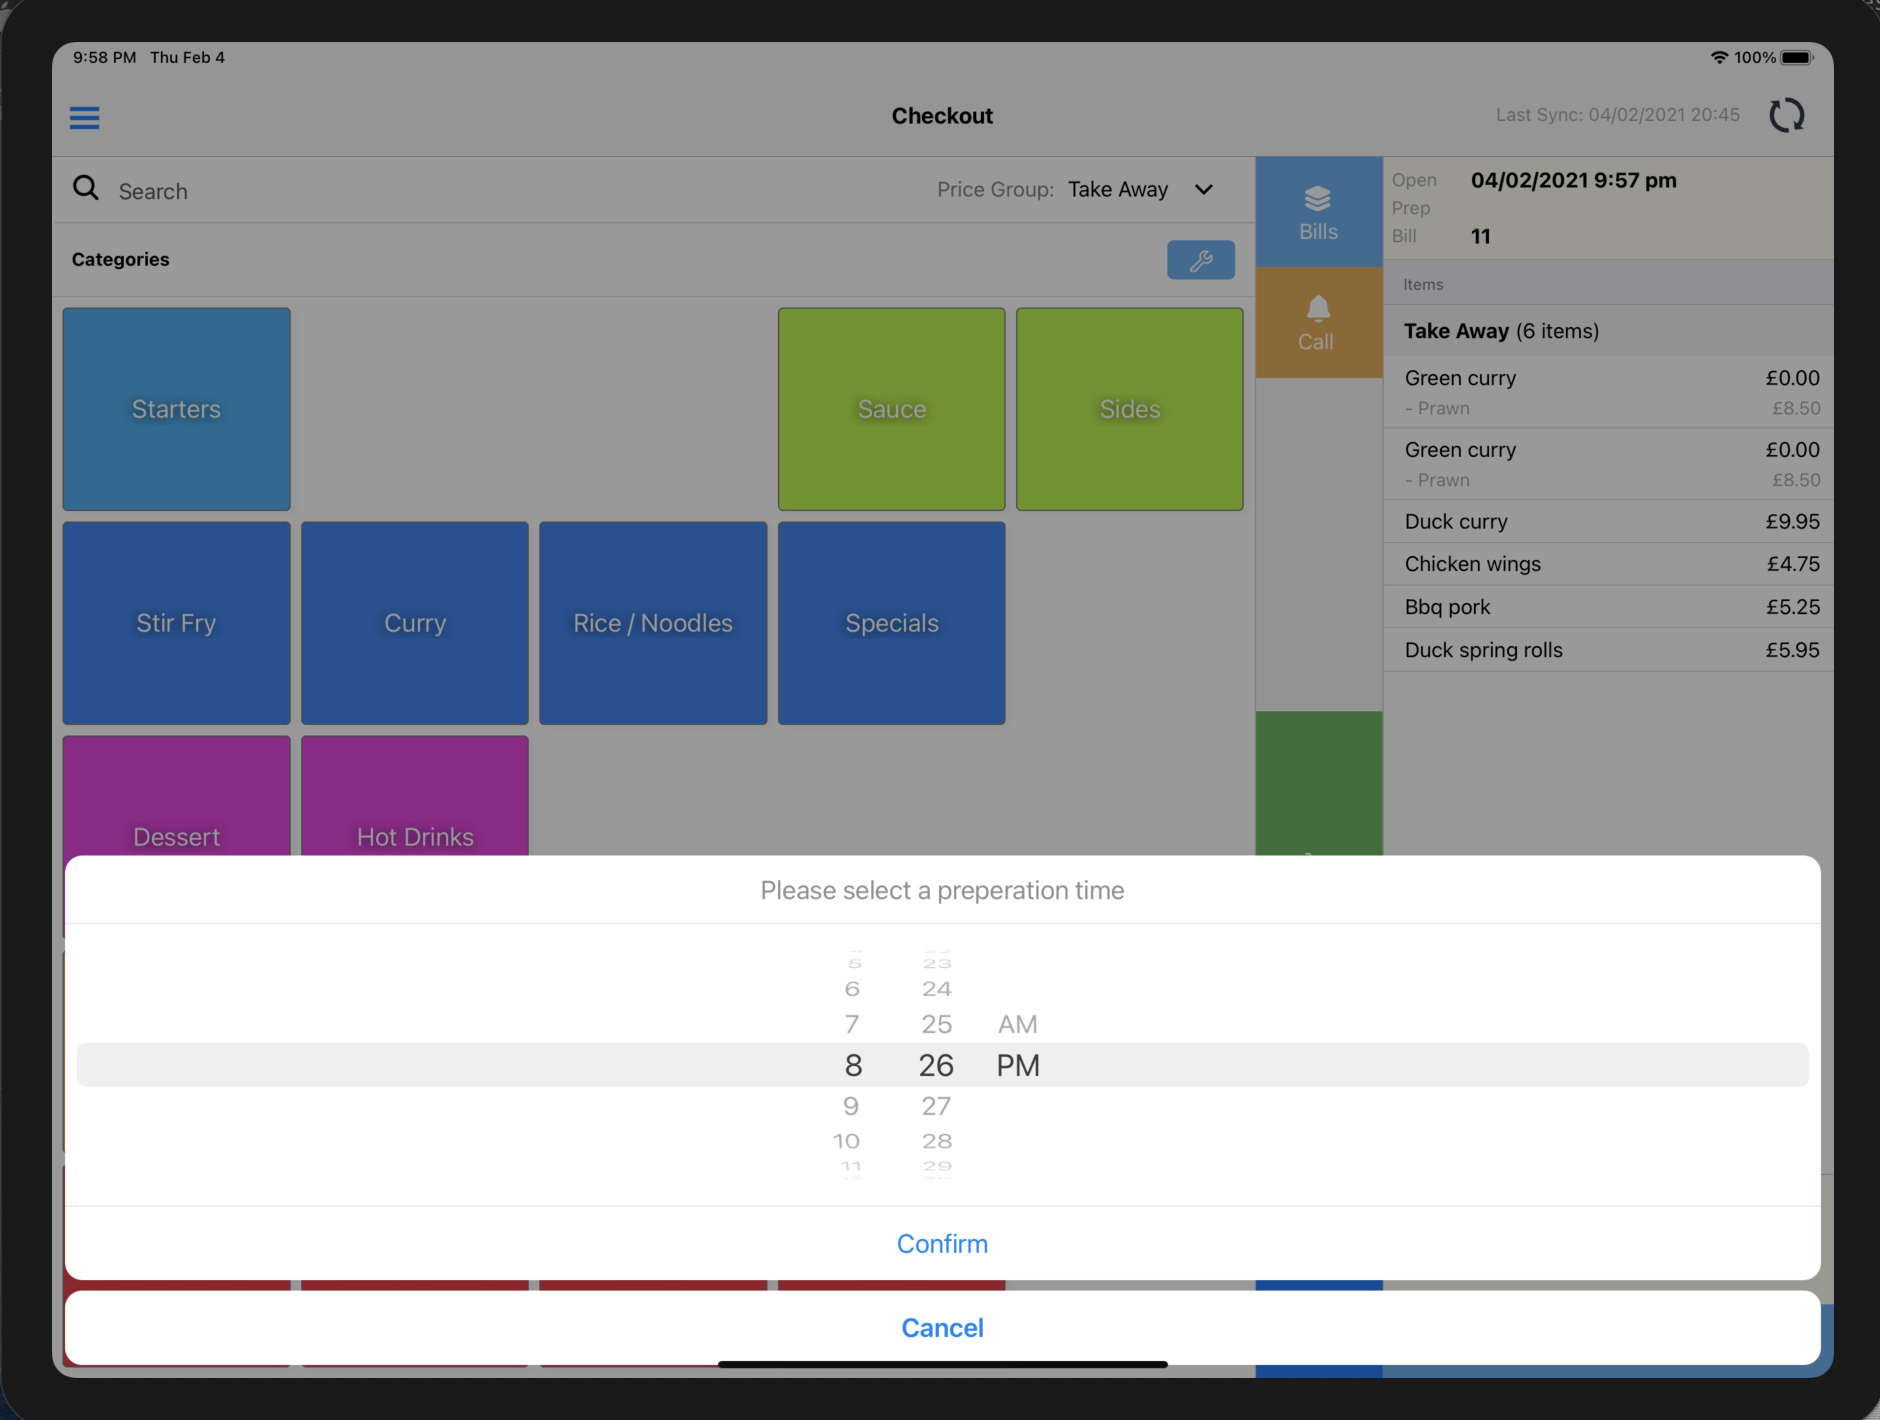 9:58 PM Thu Feb 4
100%
Checkout
Last Sync: 04/02/2021 20:45
Search
Price Group: Take Away
Categories
Starters
Sauce
Sides
Stir Fry
Curry
Rice / Noodles
Specials
Dessert
Hot Drinks
Bills
Call
Open 04/02/2021 9:57 pm
Prep
Bill 11
Items
Take Away (6 items)
Green curry £0.00
- Prawn £8.50
Green curry £0.00
- Prawn £8.50
Duck curry £9.95
Chicken wings £4.75
Bbq pork £5.25
Duck spring rolls £5.95
Please select a preperation time
5 23
6 24
7 25 AM
8 26 PM
9 27
10 28
11 29
Confirm
Cancel